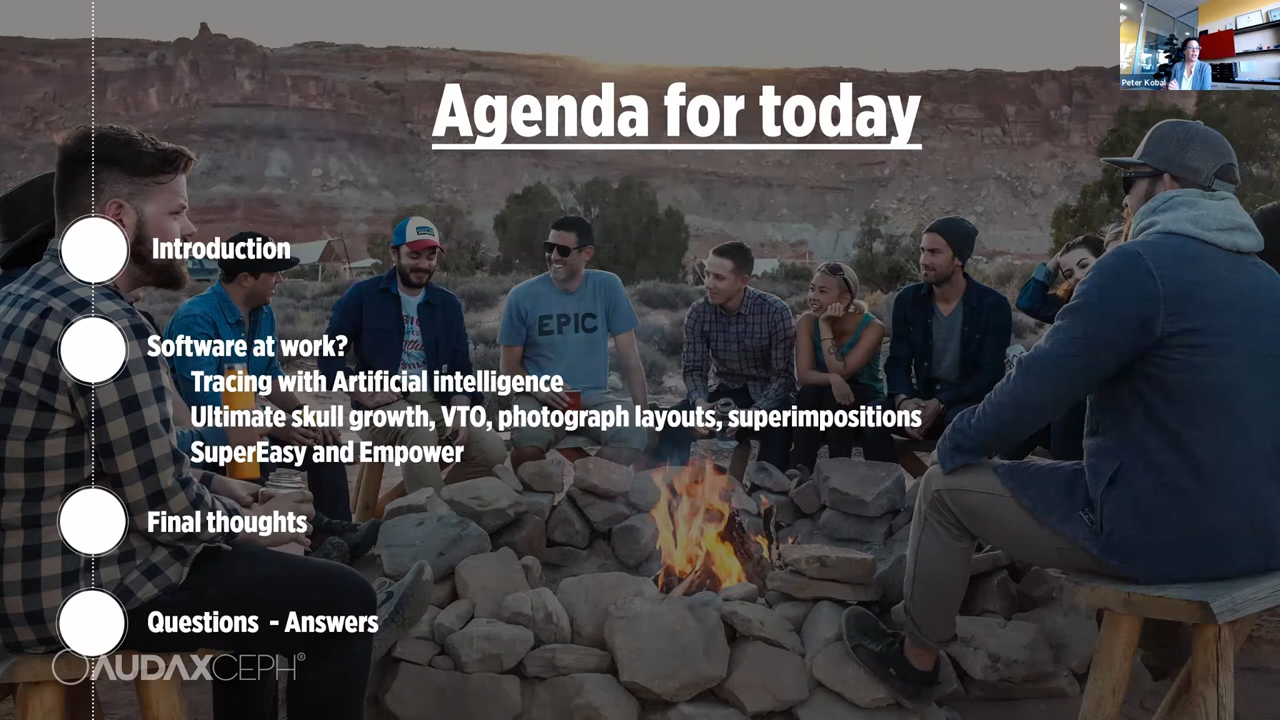 Agenda for today
Peter Kobal
Introduction
Software at work?
Tracing with Artificial intelligence
Ultimate skull growth, VTO, photograph layouts, superimpositions
SuperEasy and Empower
Final thoughts
Questions - Answers
AUDAXCEPH®
EPIC